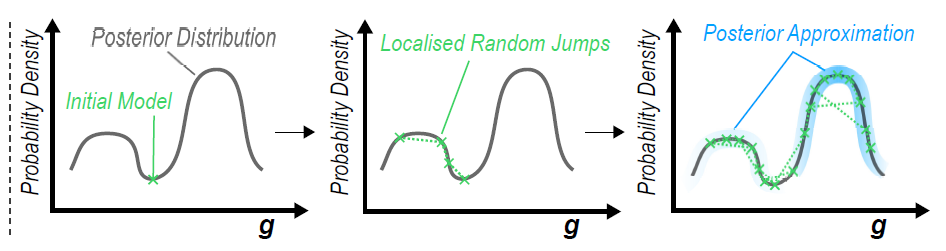 Probability Density
Posterior Distribution
Initial Model
g
Probability Density
Localised Random Jumps
g
Probability Density
Posterior Approximation
g